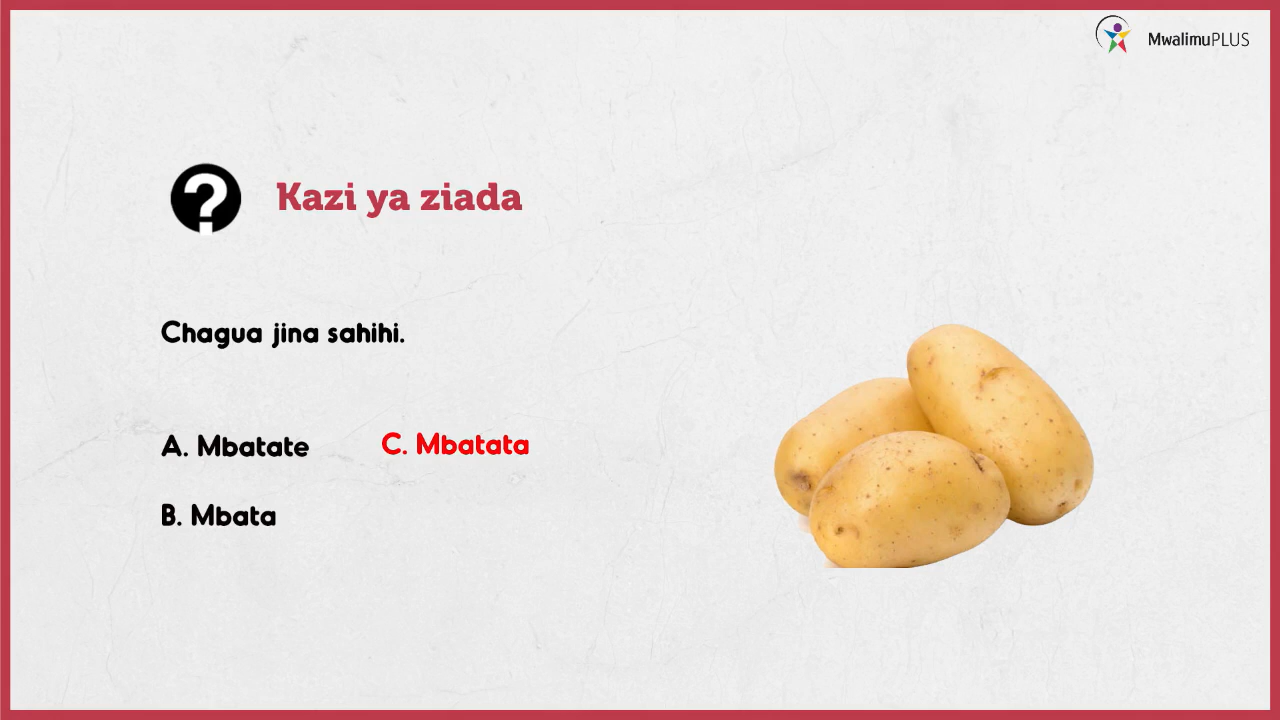 MwalimuPLUS
Kazi ya ziada
Chagua jina sahihi.
A. Mbatate
C. Mbatata
B. Mbata